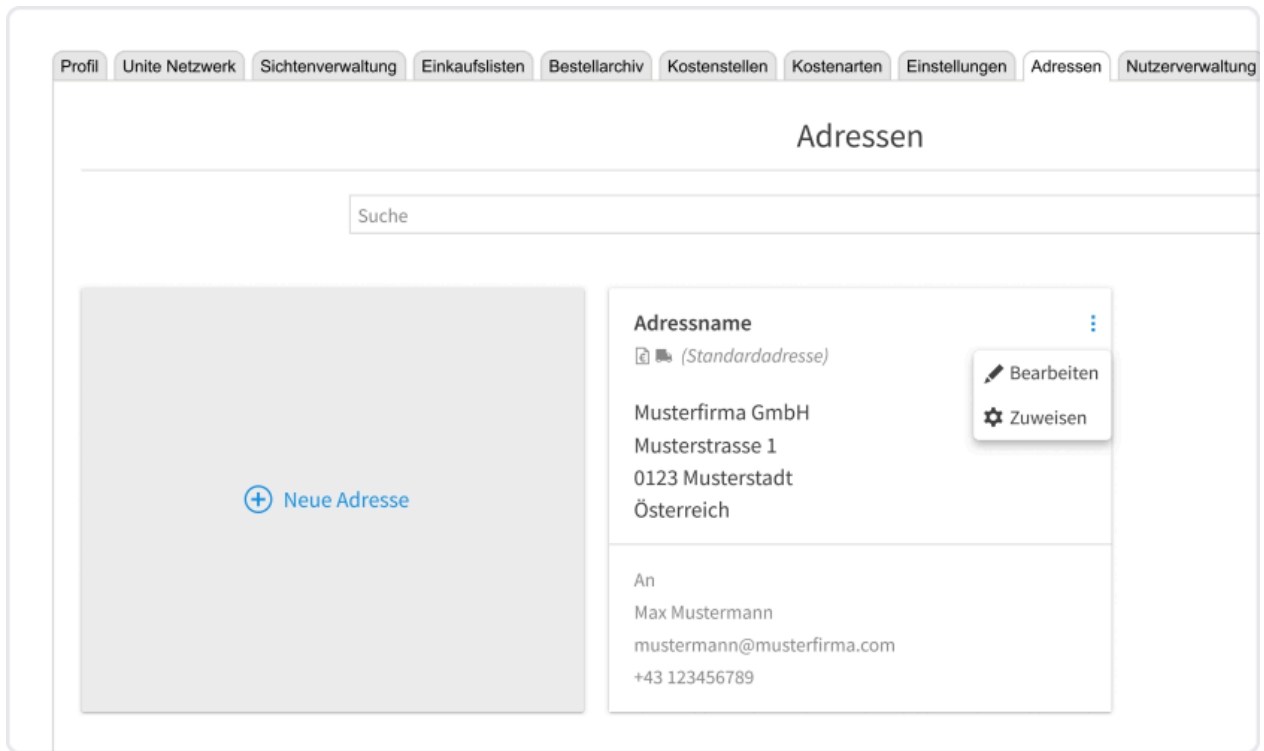 Profil Unite Netzwerk Sichtenverwaltung Einkaufslisten Bestellarchiv Kostenstellen Kostenarten Einstellungen Adressen Nutzerverwaltung
Adressen
Suche
Neue Adresse
Adressname
(Standardadresse)
Bearbeiten
Zuweisen
Musterfirma GmbH
Musterstrasse 1
0123 Musterstadt
Österreich
An
Max Mustermann
mustermann@musterfirma.com
+43 123456789